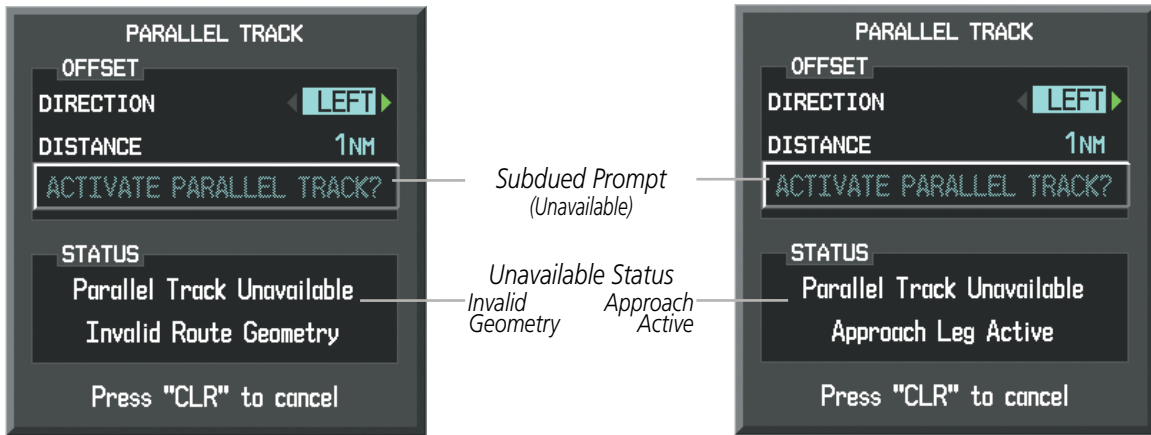 PARALLEL TRACK
OFFSET
DIRECTION LEFT
DISTANCE 1NM
ACTIVATE PARALLEL TRACK?
STATUS
Parallel Track Unavailable
Invalid Route Geometry
Press "CLR" to cancel
Subdued Prompt
(Unavailable)
Unavailable Status
Invalid
Geometry
Approach
Active
PARALLEL TRACK
OFFSET
DIRECTION LEFT
DISTANCE 1NM
ACTIVATE PARALLEL TRACK?
STATUS
Parallel Track Unavailable
Approach Leg Active
Press "CLR" to cancel